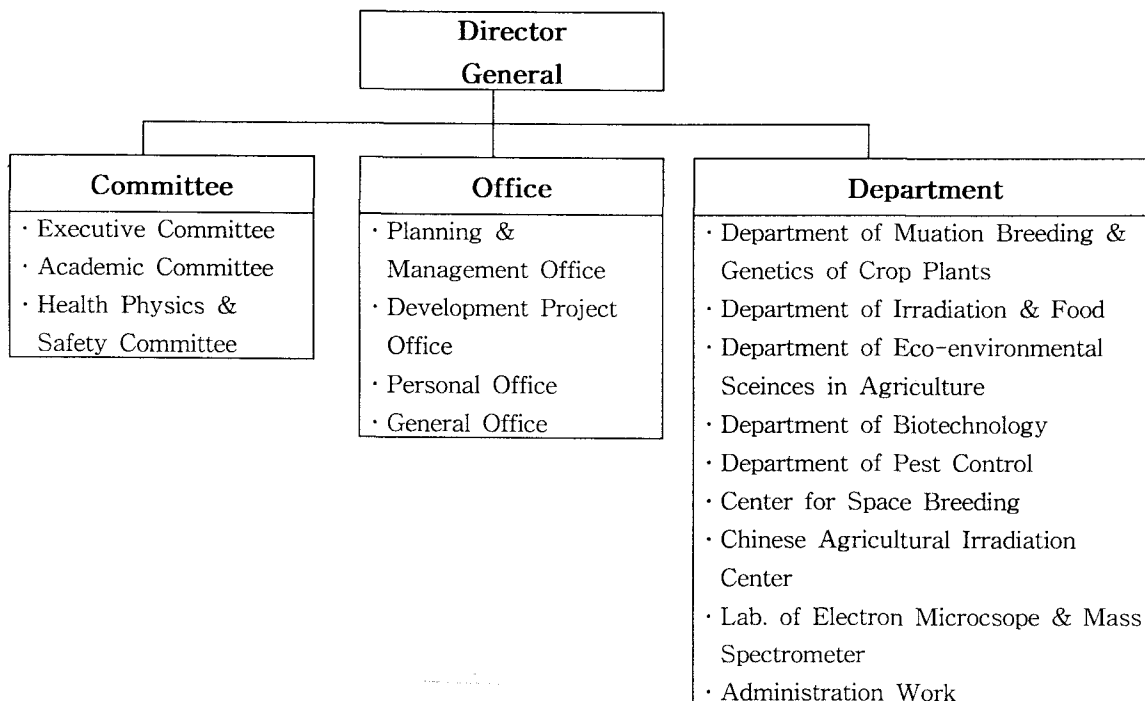 Director
General
Committee
· Executive Committee
· Academic Committee
· Health Physics &
Safety Committee
Office
· Planning &
Management Office
· Development Project
Office
· Personal Office
· General Office
Department
· Department of Muation Breeding &
Genetics of Crop Plants
· Department of Irradiation & Food
· Department of Eco-environmental
Sceinces in Agriculture
· Department of Biotechnology
· Department of Pest Control
· Center for Space Breeding
· Chinese Agricultural Irradiation
Center
· Lab. of Electron Microcsope & Mass
Spectrometer
· Administration Work